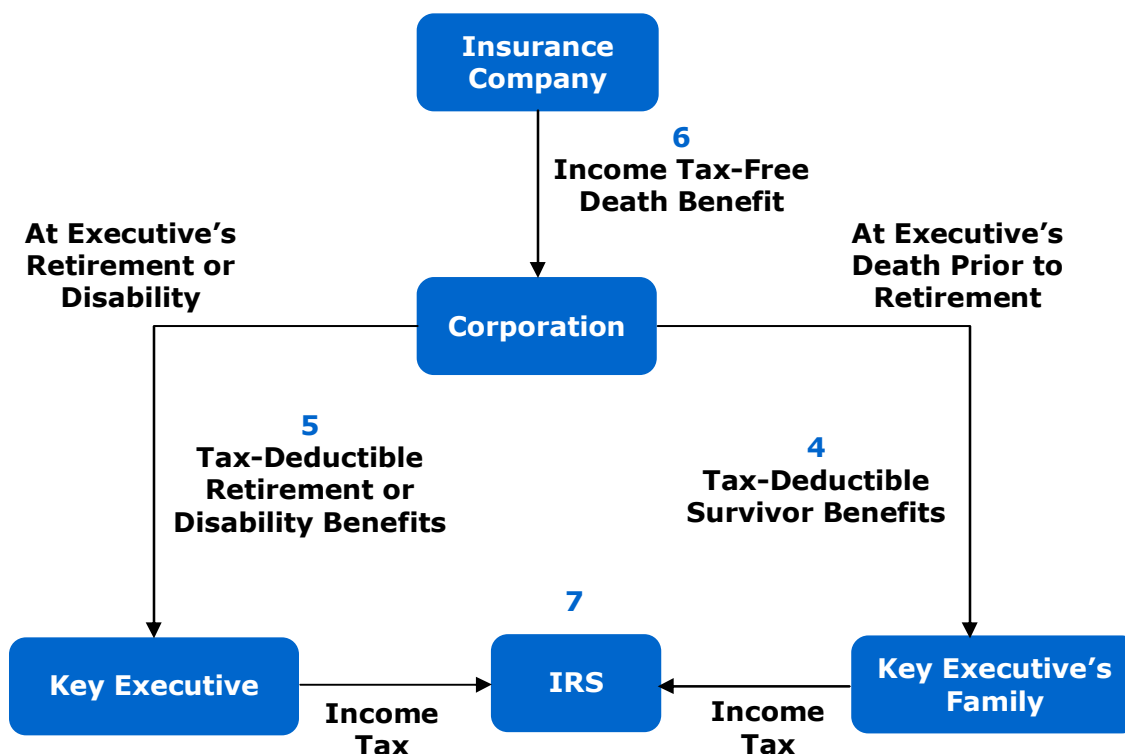 Insurance
Company
6
Income Tax-Free
Death Benefit
At Executive’s
Retirement or
Disability
At Executive’s
Death Prior to
Retirement
Corporation
5
Tax-Deductible
Retirement or
Disability Benefits
4
Tax-Deductible
Survivor Benefits
7
Key Executive
IRS
Key Executive’s
Family
Income
Tax
Income
Tax